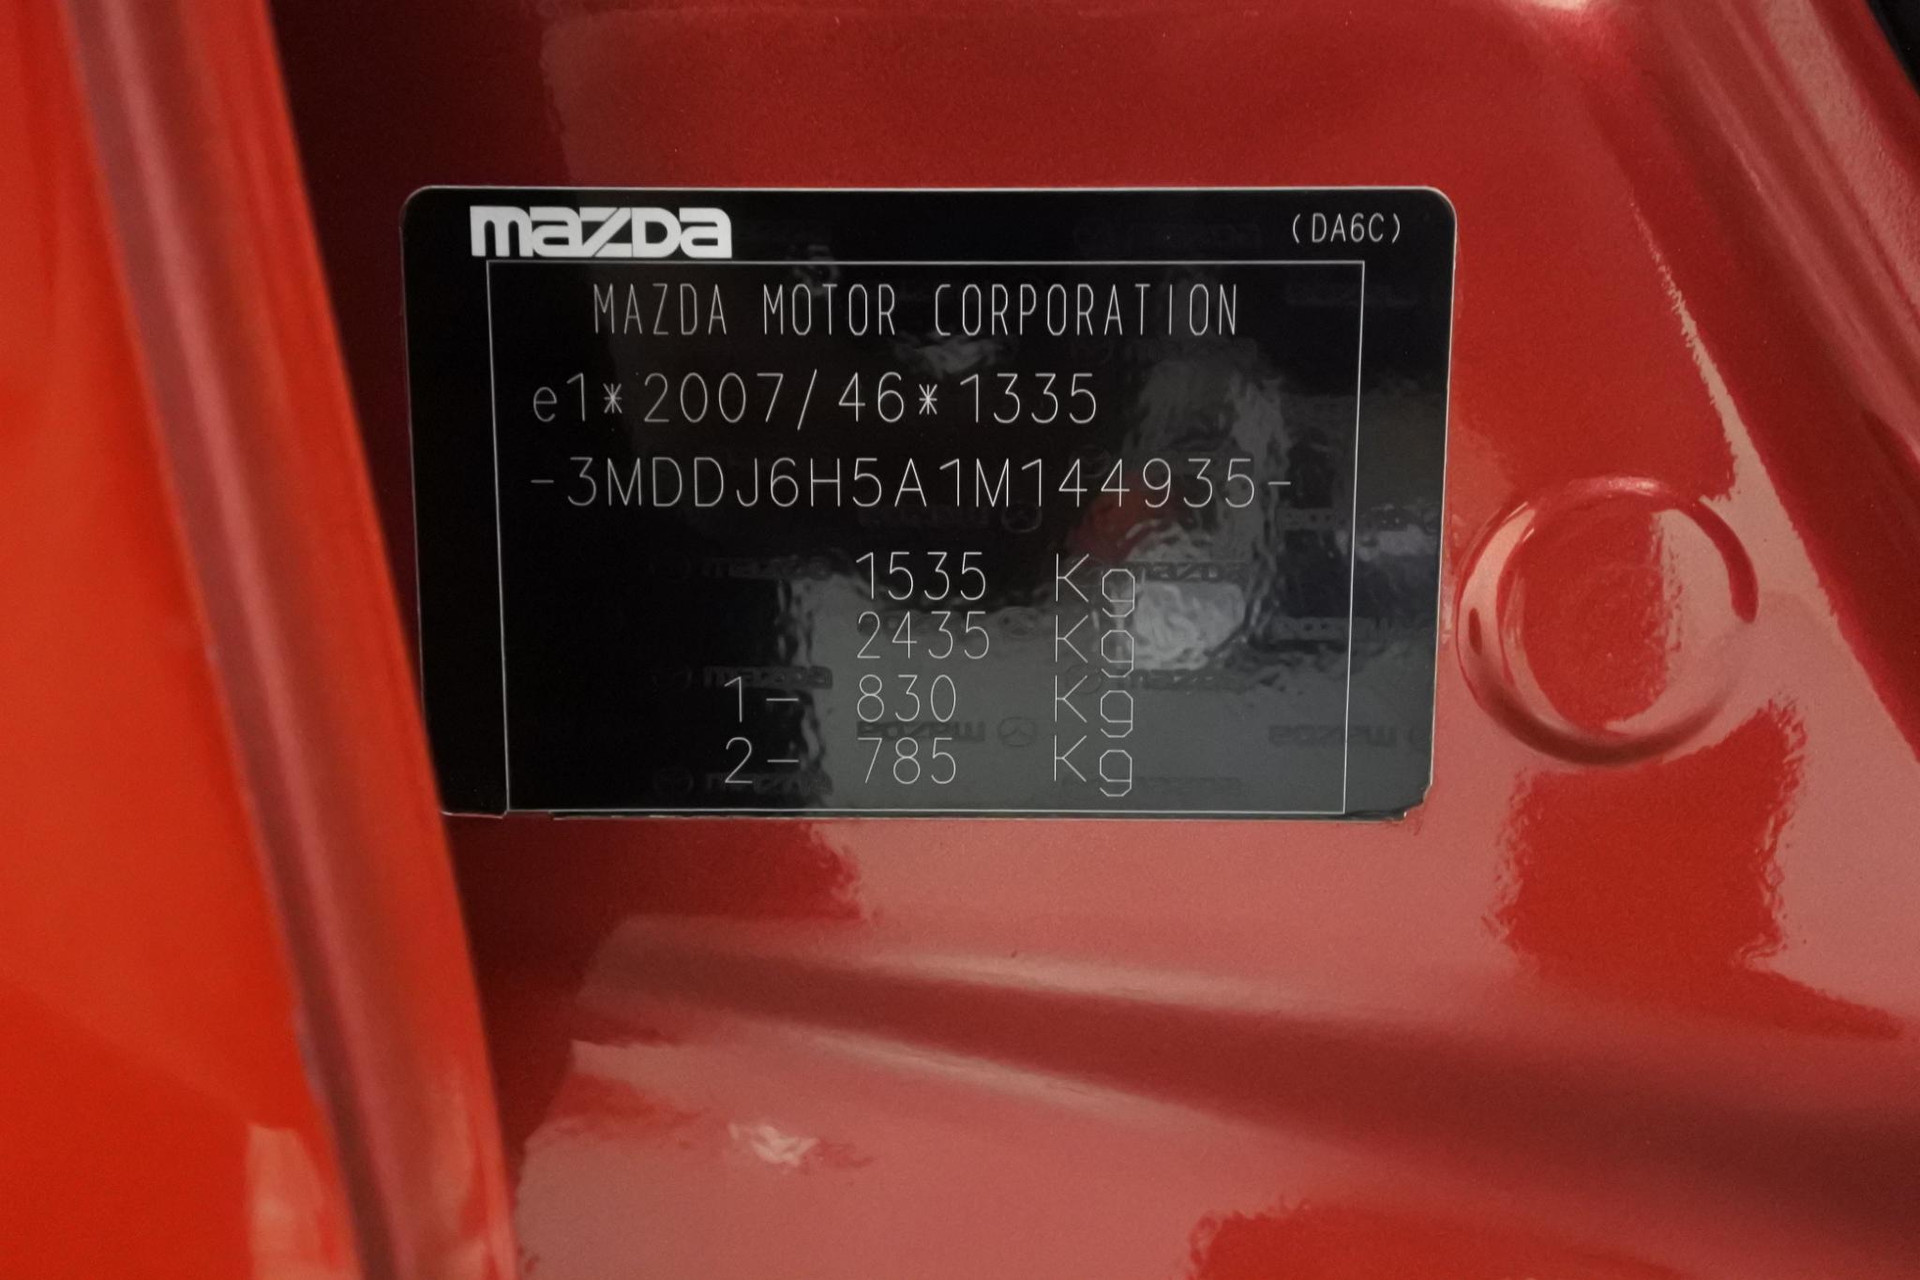 mazda (DA6C)
MAZDA MOTOR CORPORATION
e1*2007/46*1335
-3MDDJ6H5A1M144935-
1535 Kg
2435 Kg
1- 830 Kg
2- 785 Kg